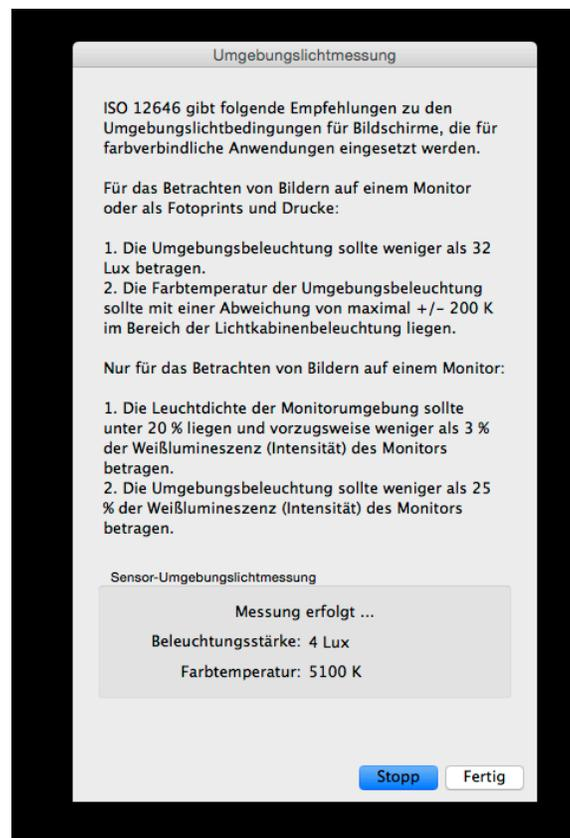 Umgebungslichtmessung
ISO 12646 gibt folgende Empfehlungen zu den
Umgebungslichtbedingungen für Bildschirme, die für
farbverbindliche Anwendungen eingesetzt werden.
Für das Betrachten von Bildern auf einem Monitor
oder als Fotoprints und Drucke:
1. Die Umgebungsbeleuchtung sollte weniger als 32
Lux betragen.
2. Die Farbtemperatur der Umgebungsbeleuchtung
sollte mit einer Abweichung von maximal +/- 200 K
im Bereich der Lichtkabinenbeleuchtung liegen.
Nur für das Betrachten von Bildern auf einem Monitor:
1. Die Leuchtdichte der Monitorumgebung sollte
unter 20 % liegen und vorzugsweise weniger als 3 %
der Weißlumineszenz (Intensität) des Monitors
betragen.
2. Die Umgebungsbeleuchtung sollte weniger als 25
% der Weißlumineszenz (Intensität) des Monitors
betragen.
Sensor-Umgebungslichtmessung
Messung erfolgt ...
Beleuchtungsstärke: 4 Lux
Farbtemperatur: 5100 K
Stopp Fertig